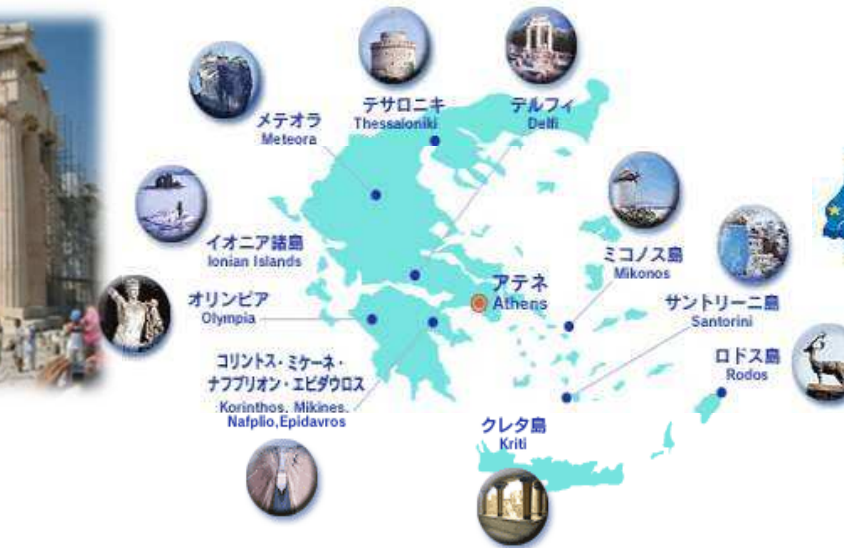 テサロニキ
Thessaioniki
デルフィ
Delfi
メテオラ
Meteora
イオニア諸島
Ionian Islands
ミコノス島
Mikonos
アテネ
Athens
サントリーニ島
Santorini
オリンピア
Olympia
ロドス島
Rodos
コリントス・ミケーネ・
ナフプリオン・エピダウロス
Korinthos. Mikines.
Nafplio,Epidavros
クレタ島
Kriti